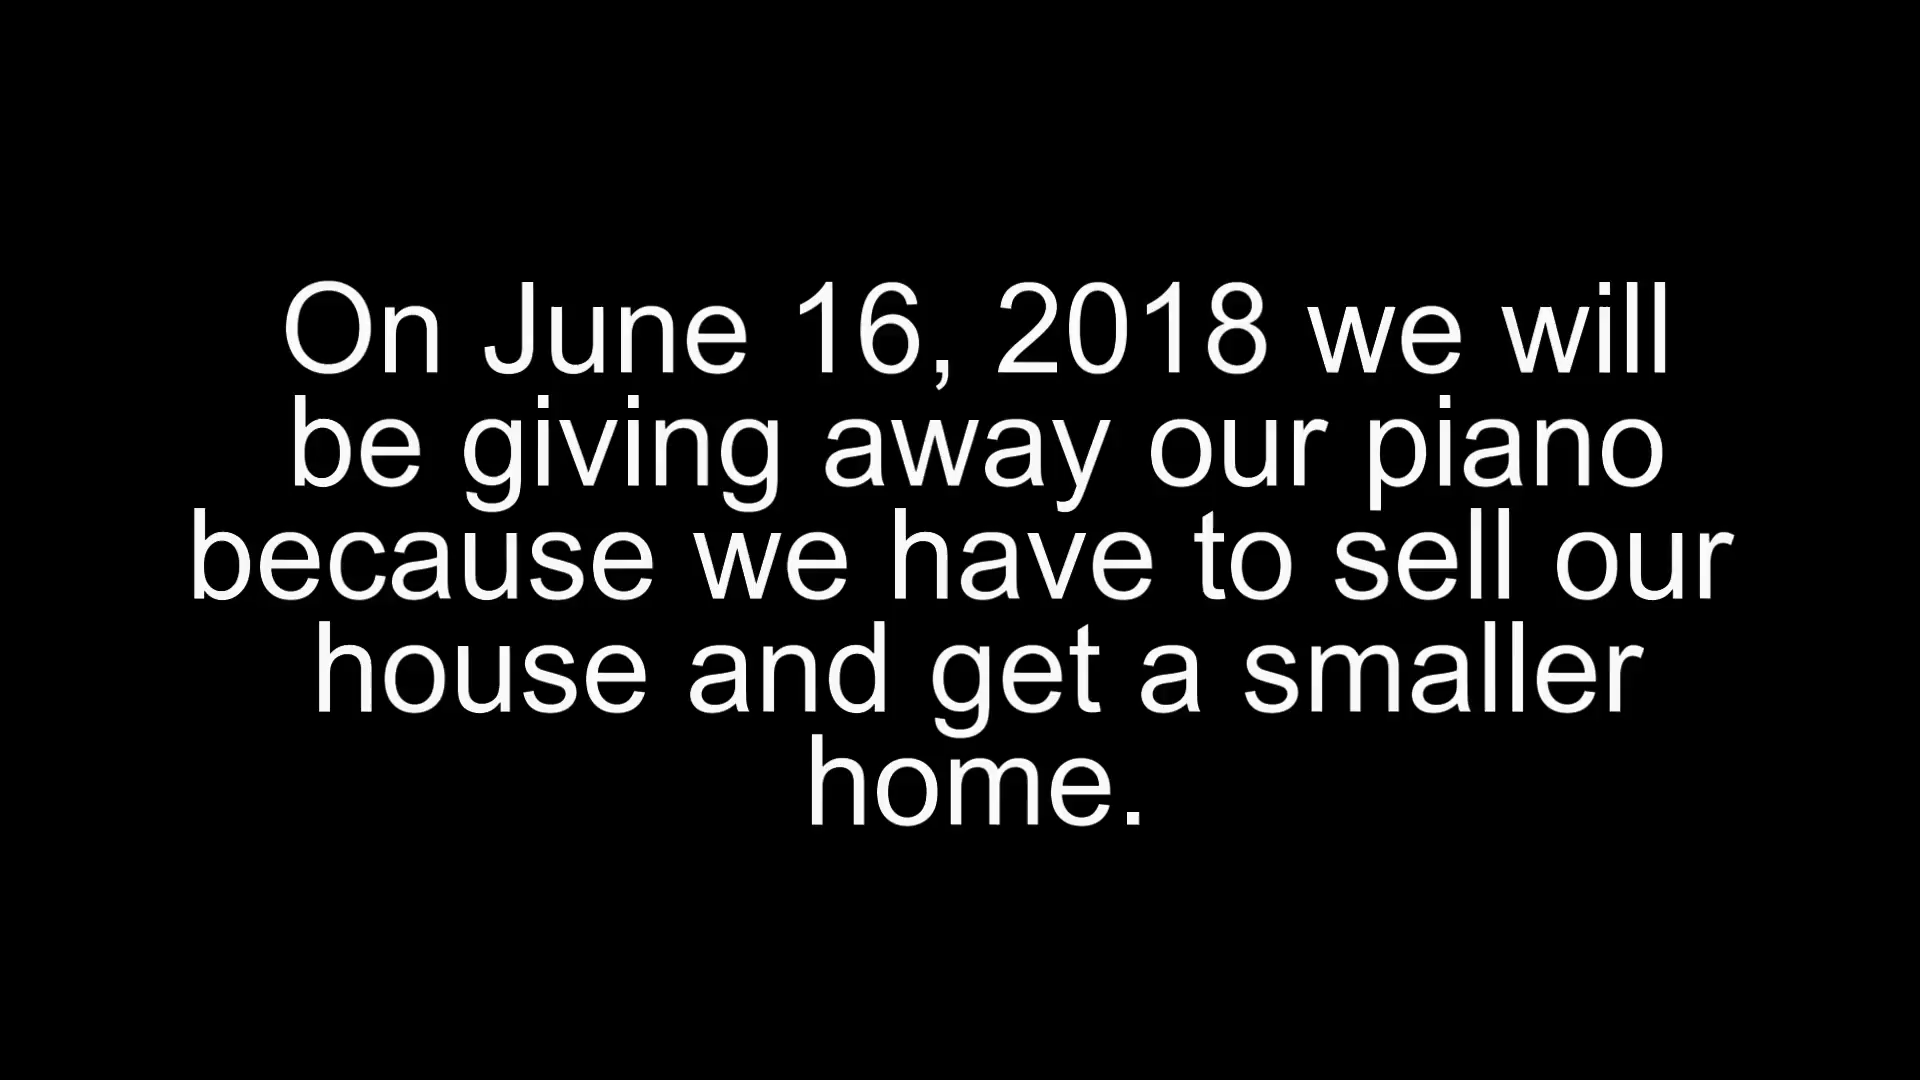 On June 16, 2018 we will
be giving away our piano
because we have to sell our
house and get a smaller
home.